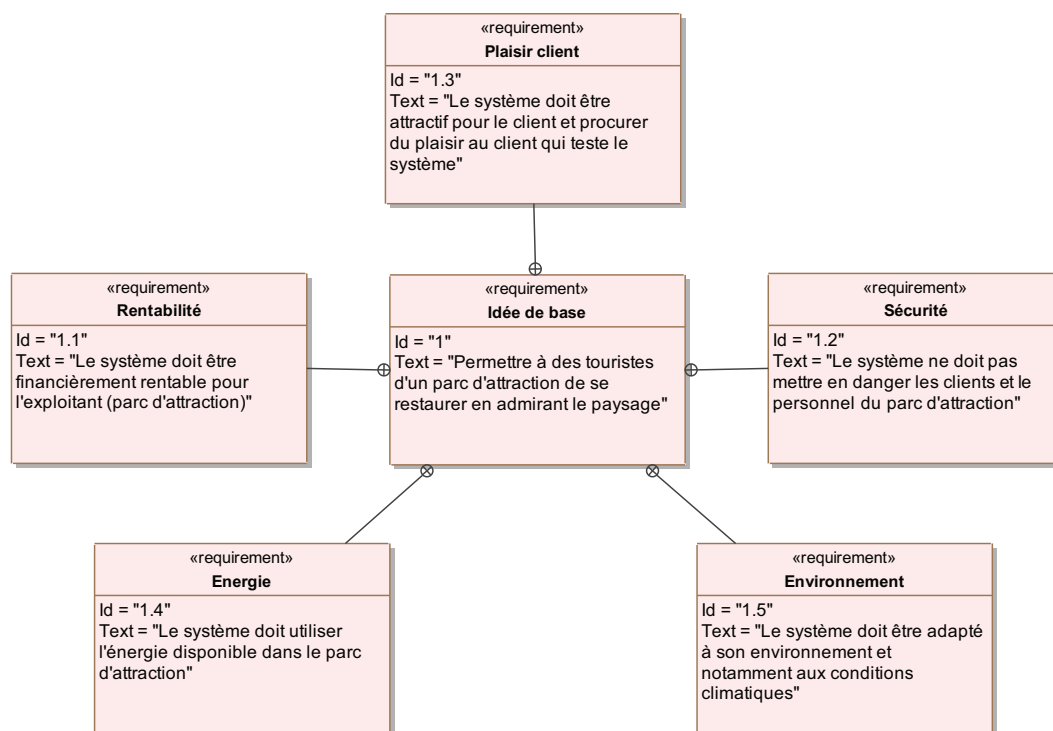 «requirement»
Plaisir client
Id = "1.3"
Text = "Le système doit être
attractif pour le client et procurer
du plaisir au client qui teste le
système"
«requirement»
Rentabilité
Id = "1.1"
Text = "Le système doit être
financièrement rentable pour
l'exploitant (parc d'attraction)"
«requirement»
Idée de base
Id = "1"
Text = "Permettre à des touristes
d'un parc d'attraction de se
restaurer en admirant le paysage"
«requirement»
Sécurité
Id = "1.2"
Text = "Le système ne doit pas
mettre en danger les clients et le
personnel du parc d'attraction"
«requirement»
Energie
Id = "1.4"
Text = "Le système doit utiliser
l'énergie disponible dans le parc
d'attraction"
«requirement»
Environnement
Id = "1.5"
Text = "Le système doit être adapté
à son environnement et
notamment aux conditions
climatiques"